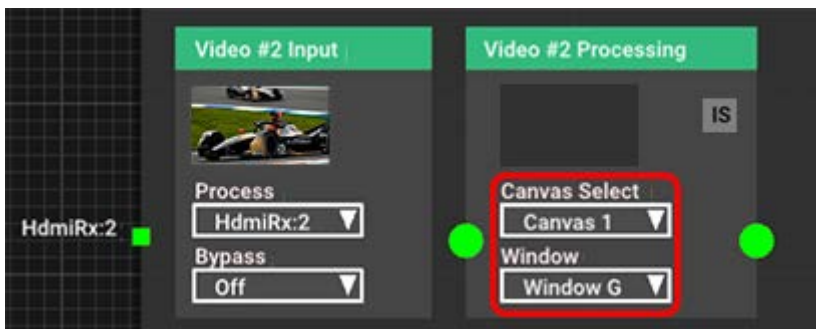 Video #2 Input
Video #2 Processing
IS
Process
Canvas Select
HdmiRx:2
HdmiRx:2
Canvas 1
Bypass
Window
Off
Window G